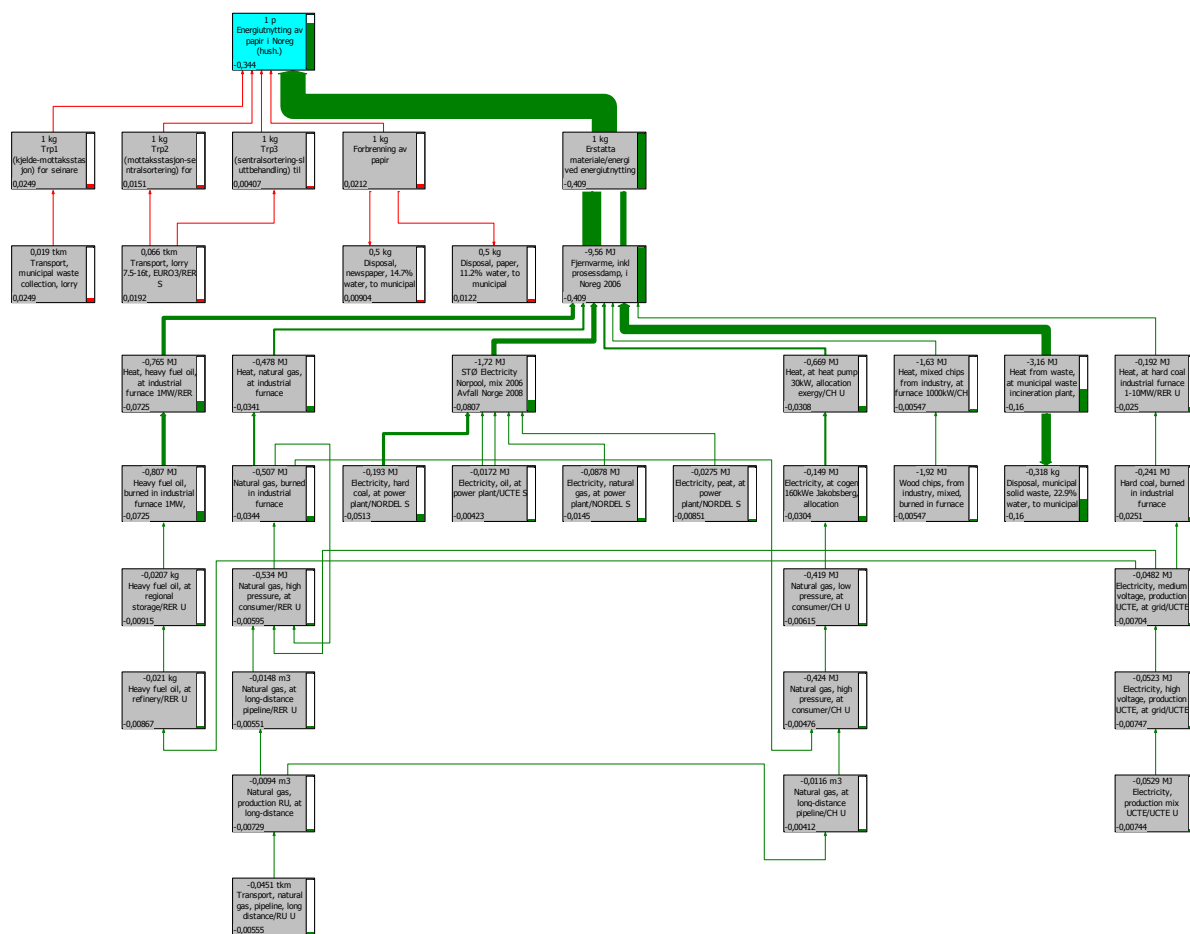 1 p
Energiutnytting av
papir i Noreg
(hush.)
-0,344
1 kg
Trp1
(kjelde-mottaksstas
jon) for seinare
0,0249
1 kg
Trp2
(mottaksstasjon-se
ntralsortering) for
0,0151
1 kg
Trp3
(sentralsortering-sl
uttbehandling) til
0,00407
1 kg
Forbrenning av
papir
0,0212
1 kg
Erstatta
materiale/energi
ved energiutnytting
-0,409
0,019 tkm
Transport,
municipal waste
collection, lorry
0,0249
0,066 tkm
Transport, lorry
7.5-16t, EURO3/RER
S
0,0192
0,5 kg
Disposal,
newspaper, 14.7%
water, to municipal
0,00904
0,5 kg
Disposal, paper,
11.2% water, to
municipal
0,0122
-9,56 MJ
Fjernvarme, inkl
prosessdamp, i
Noreg 2006
-0,409
-0,765 MJ
Heat, heavy fuel oil,
at industrial
furnace 1MW/RER
-0,0725
-0,478 MJ
Heat, natural gas,
at industrial
furnace
-0,0341
-1,72 MJ
STØ Electricity
Norpool, mix 2006
Avfall Norge 2008
-0,0807
-0,669 MJ
Heat, at heat pump
30kW, allocation
exergy/CH U
-0,0308
-1,63 MJ
Heat, mixed chips
from industry, at
furnace 1000kW/CH
-0,00547
-3,16 MJ
Heat from waste,
at municipal waste
incineration plant,
-0,16
-0,192 MJ
Heat, at hard coal
industrial furnace
1-10MW/RER U
-0,025
-0,807 MJ
Heavy fuel oil,
burned in industrial
furnace 1MW,
-0,0725
-0,507 MJ
Natural gas, burned
in industrial
furnace
-0,0344
-0,193 MJ
Electricity, hard
coal, at power
plant/NORDEL S
-0,0513
-0,0172 MJ
Electricity, oil, at
power plant/UCTE S
-0,00423
-0,0878 MJ
Electricity, natural
gas, at power
plant/NORDEL S
-0,0145
-0,0275 MJ
Electricity, peat, at
power
plant/NORDEL S
-0,00851
-0,149 MJ
Electricity, at cogen
160kWe Jakobsberg,
allocation
-0,0304
-1,92 MJ
Wood chips, from
industry, mixed,
burned in furnace
-0,00547
-0,318 kg
Disposal, municipal
solid waste, 22.9%
water, to municipal
-0,16
-0,241 MJ
Hard coal, burned
in industrial
furnace
-0,0251
-0,0207 kg
Heavy fuel oil, at
regional
storage/RER U
-0,00915
-0,534 MJ
Natural gas, high
pressure, at
consumer/RER U
-0,00595
-0,419 MJ
Natural gas, low
pressure, at
consumer/CH U
-0,00615
-0,0482 MJ
Electricity, medium
voltage, production
UCTE, at grid/UCTE
-0,00704
-0,021 kg
Heavy fuel oil, at
refinery/RER U
-0,00867
-0,0148 m3
Natural gas, at
long-distance
pipeline/RER U
-0,00551
-0,424 MJ
Natural gas, high
pressure, at
consumer/CH U
-0,00476
-0,0523 MJ
Electricity, high
voltage, production
UCTE, at grid/UCTE
-0,00747
-0,0094 m3
Natural gas,
production RU, at
long-distance
-0,00729
-0,0116 m3
Natural gas, at
long-distance
pipeline/CH U
-0,00412
-0,0529 MJ
Electricity,
production mix
UCTE/UCTE U
-0,00744
-0,0451 tkm
Transport, natural
gas, pipeline, long
distance/RU U
-0,00555